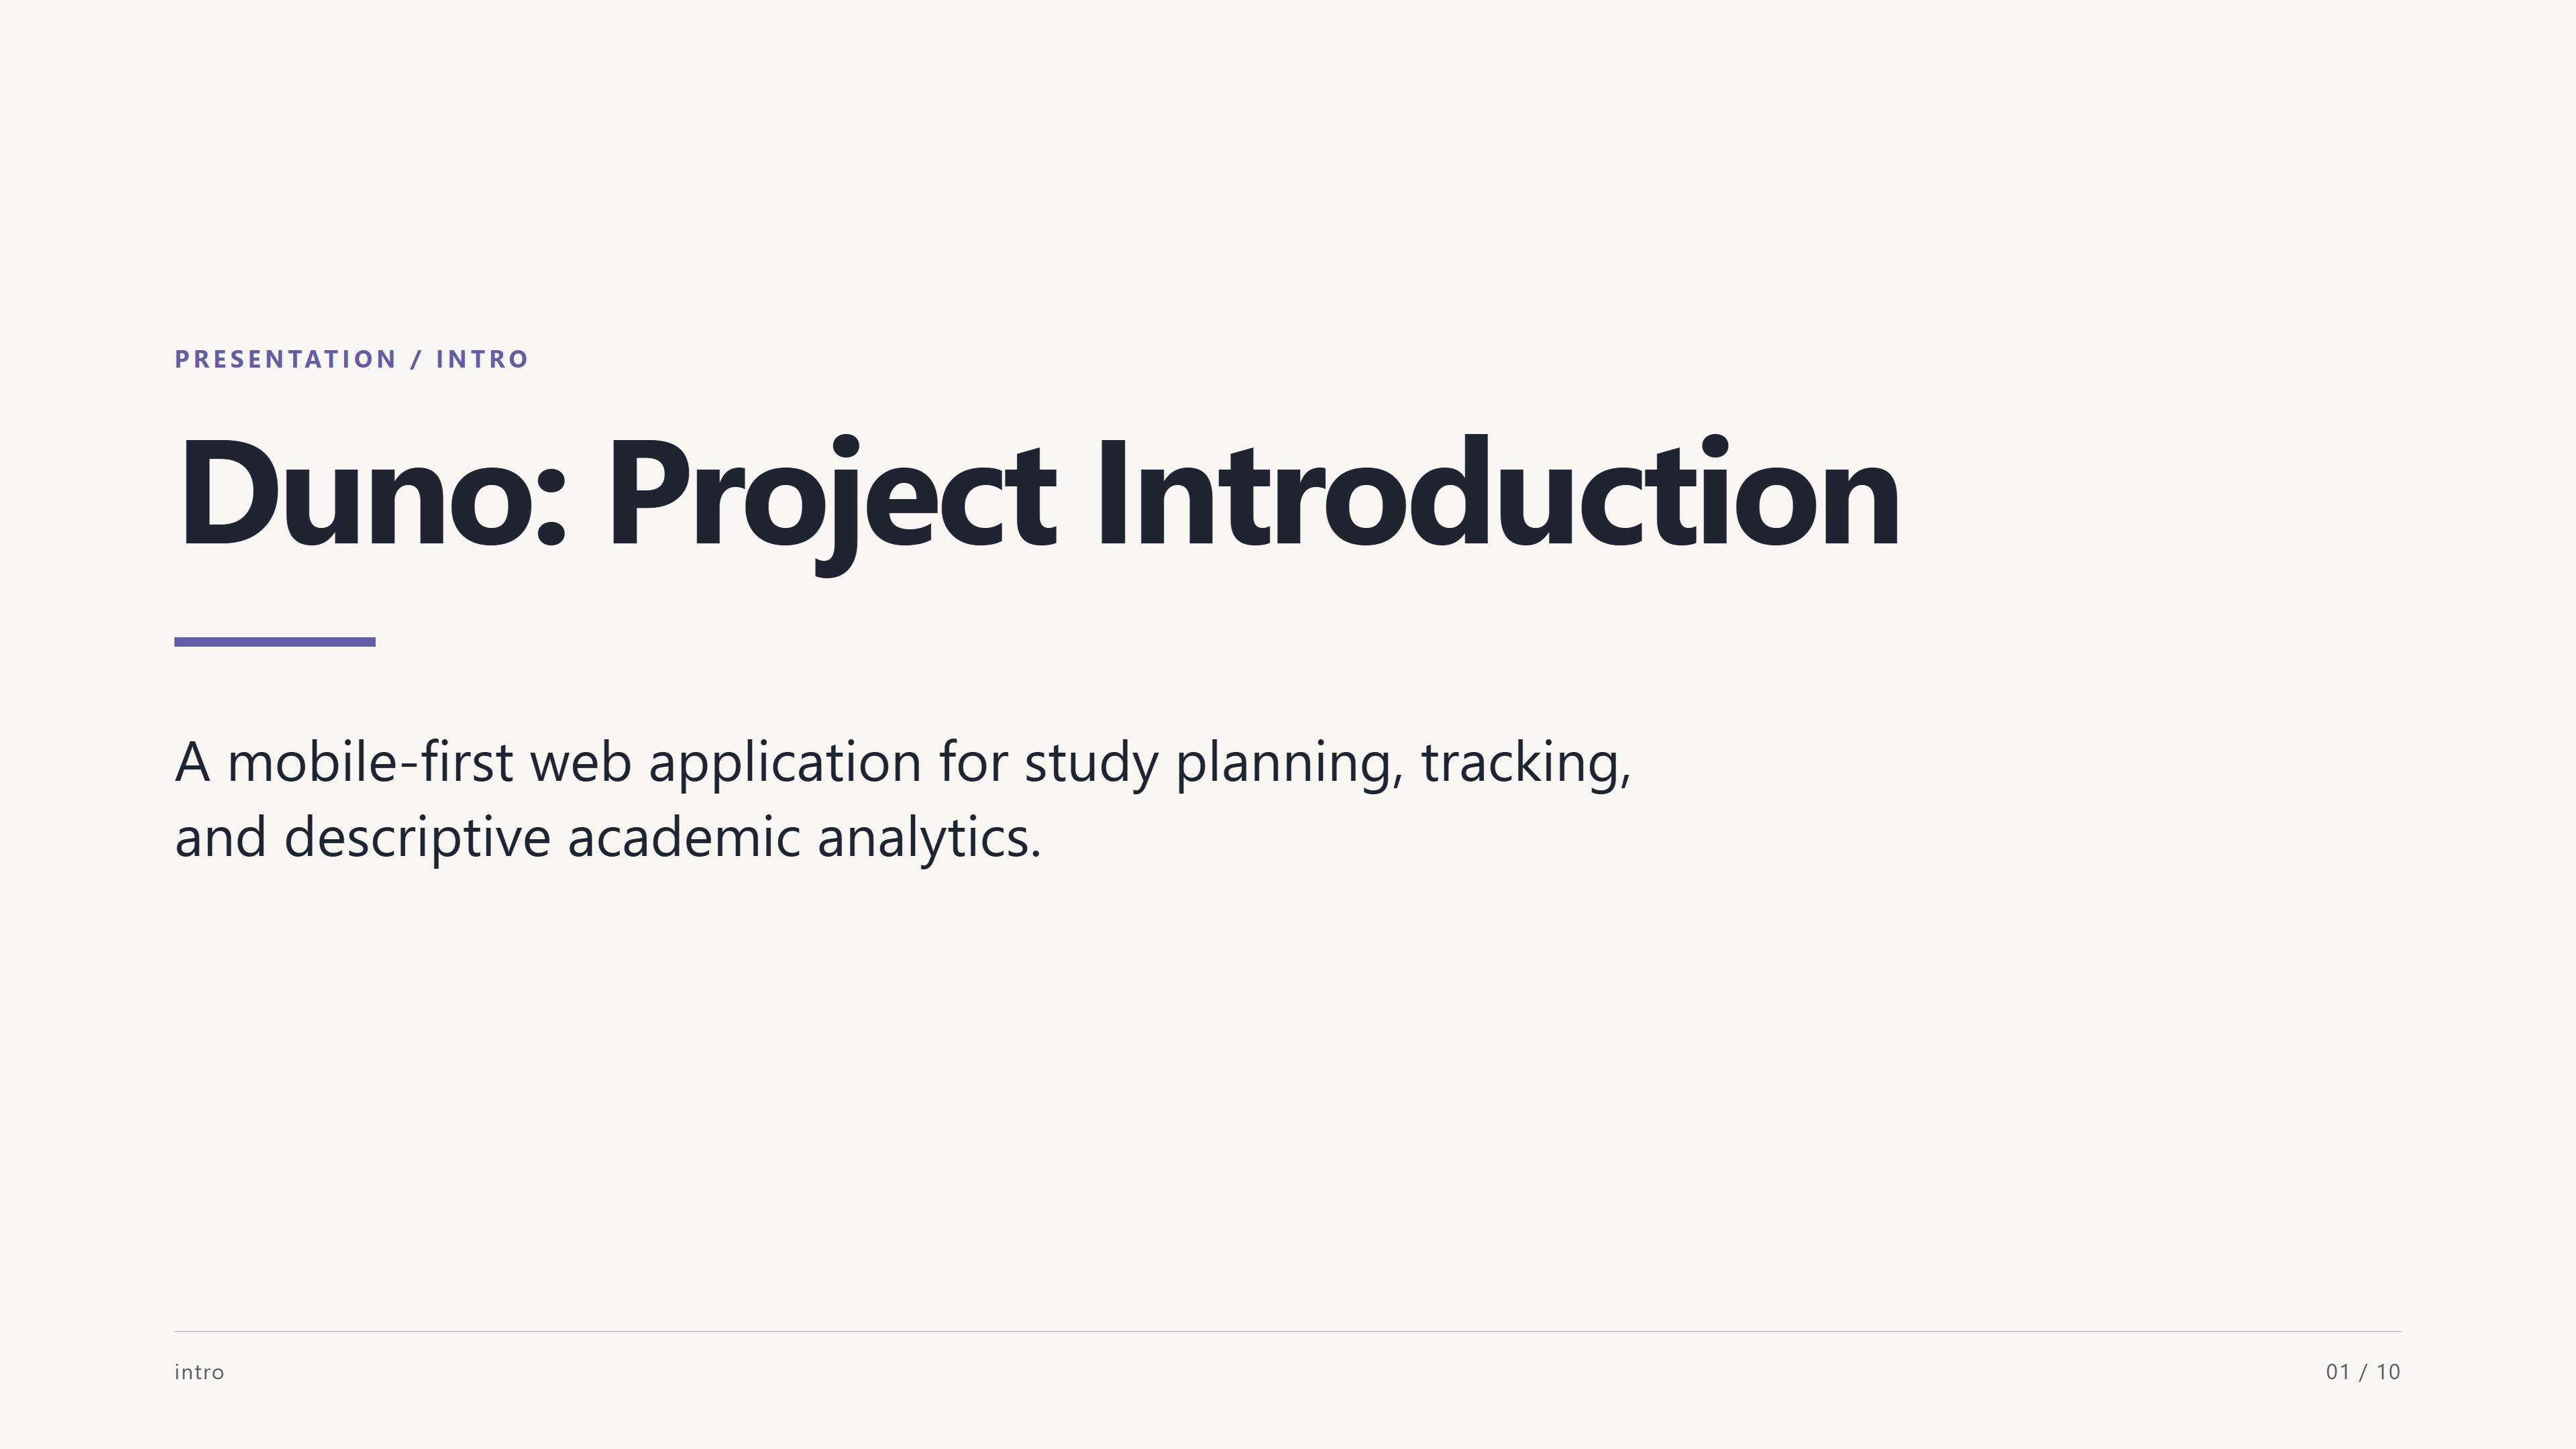 PRESENTATION / INTRO
Duno: Project Introduction
A mobile-first web application for study planning, tracking,
and descriptive academic analytics.
intro
01 / 10